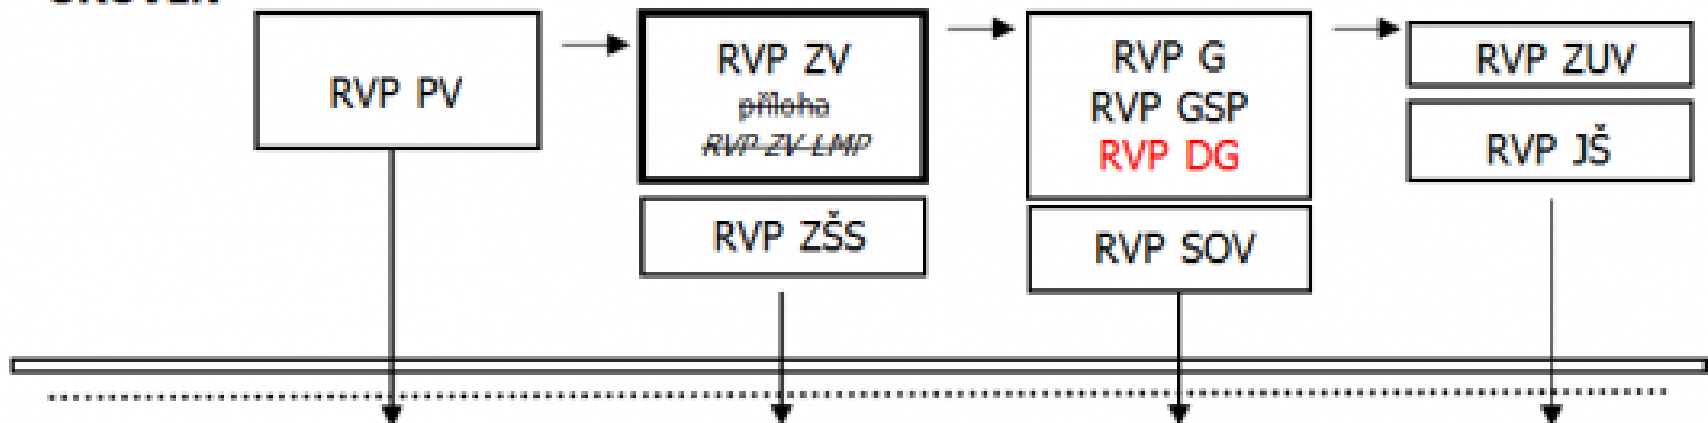 RVP PV
RVP ZV
příloha
RVP ZV LMP
RVP ZŠS
RVP G
RVP GSP
RVP DG
RVP SOV
RVP ZUV
RVP JŠ